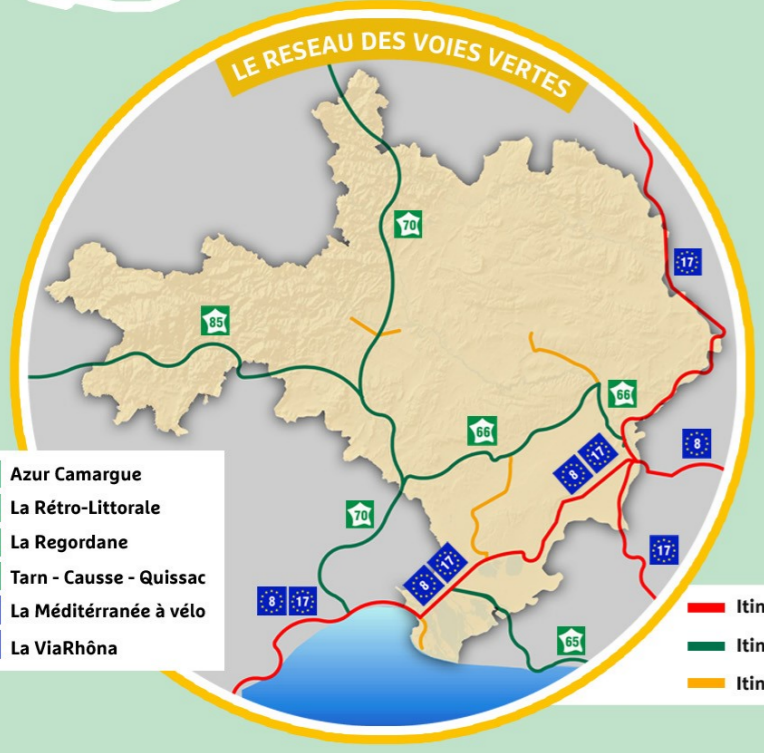 LE RESEAU DES VOIES VERTES
70
17
85
66
66
8
8 17
70
17
8 17
8 17
65
Azur Camargue
La Rétro-Littorale
La Regordane
Tarn - Causse - Quissac
La Méditérranée à vélo
La ViaRhôna
Itin
Itin
Itin